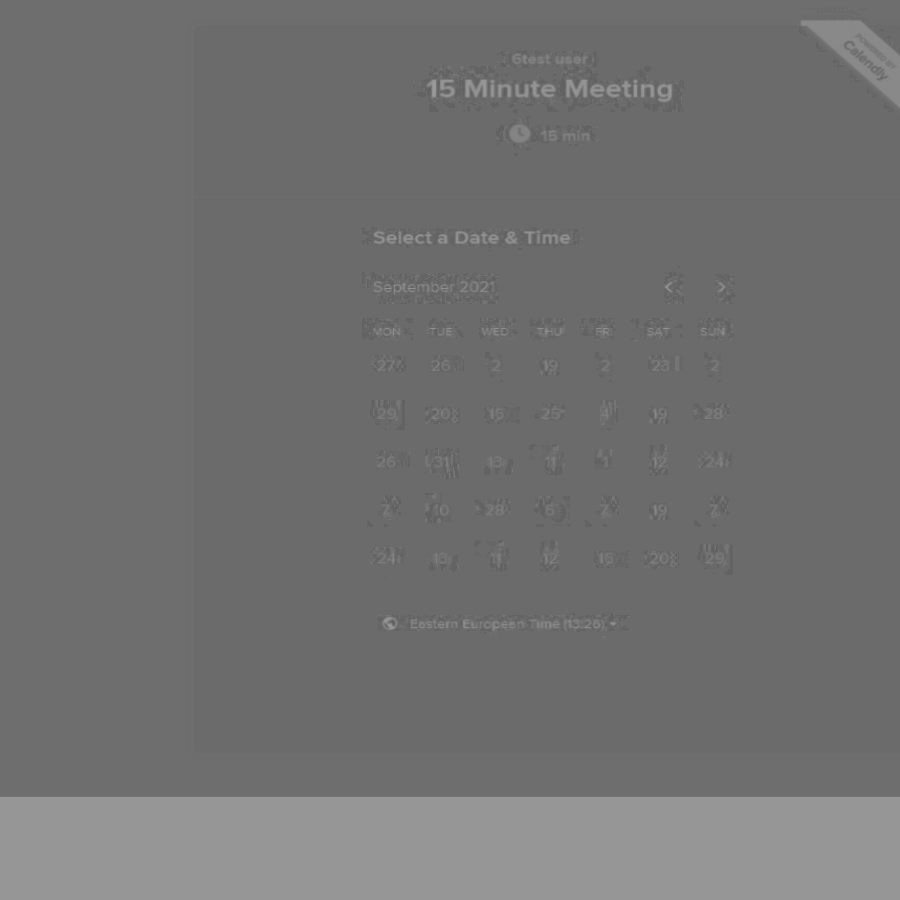 6test user
15 Minute Meeting
15 min
POWERED BY
Calendly
Select a Date & Time
September 2021
MON TUE WED THU FRI SAT SUN
27 26 2 19 2 23 2
29 20 15 25 4 19 28
26 31 13 11 1 12 24
7 10 28 6 7 19 7
24 13 11 12 15 20 29
Eastern European Time (13:26)